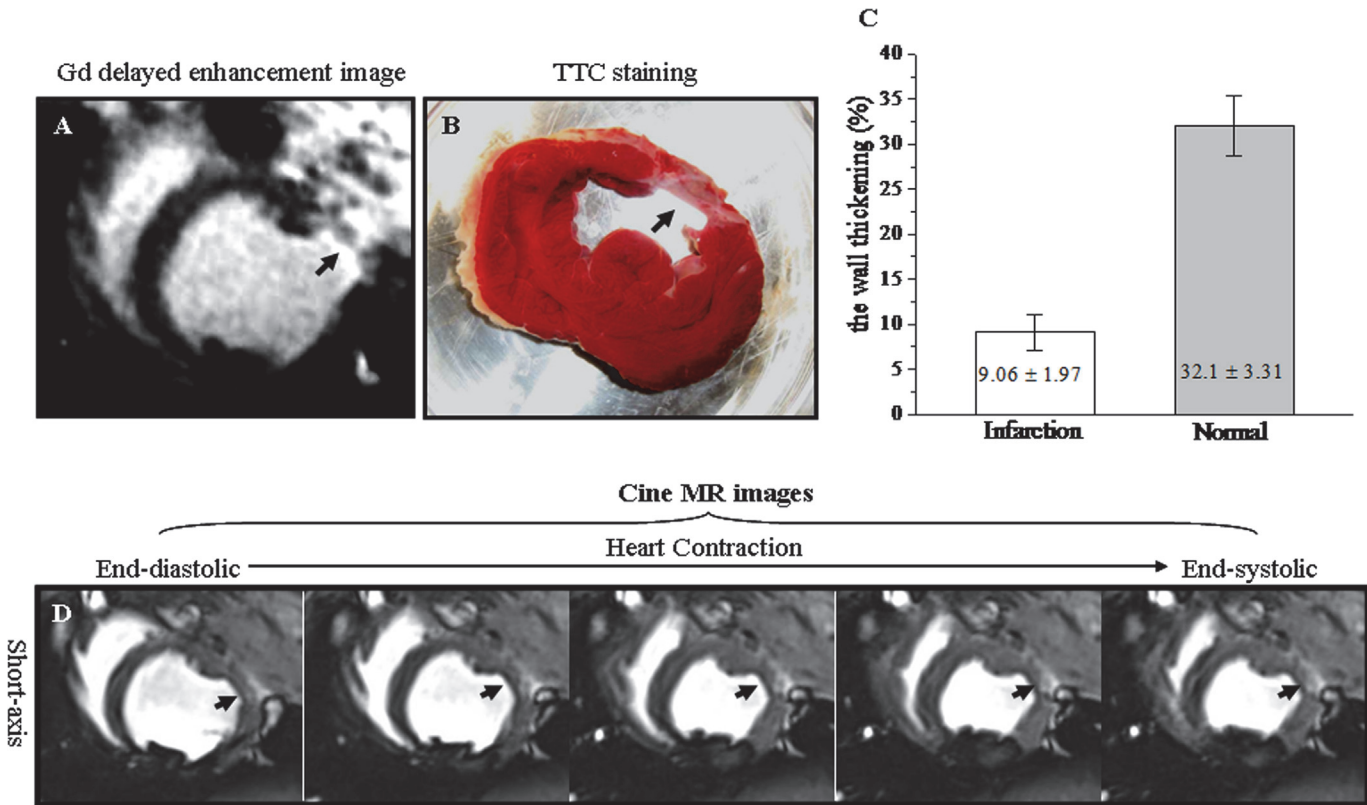 C
Gd delayed enhancement image
TTC staining
A
B
the wall thickening (%)
40
35
30
25
20
15
10
5
0
9.06 ± 1.97
32.1 ± 3.31
Infarction
Normal
Cine MR images
Heart Contraction
End-diastolic
End-systolic
D
Short-axis